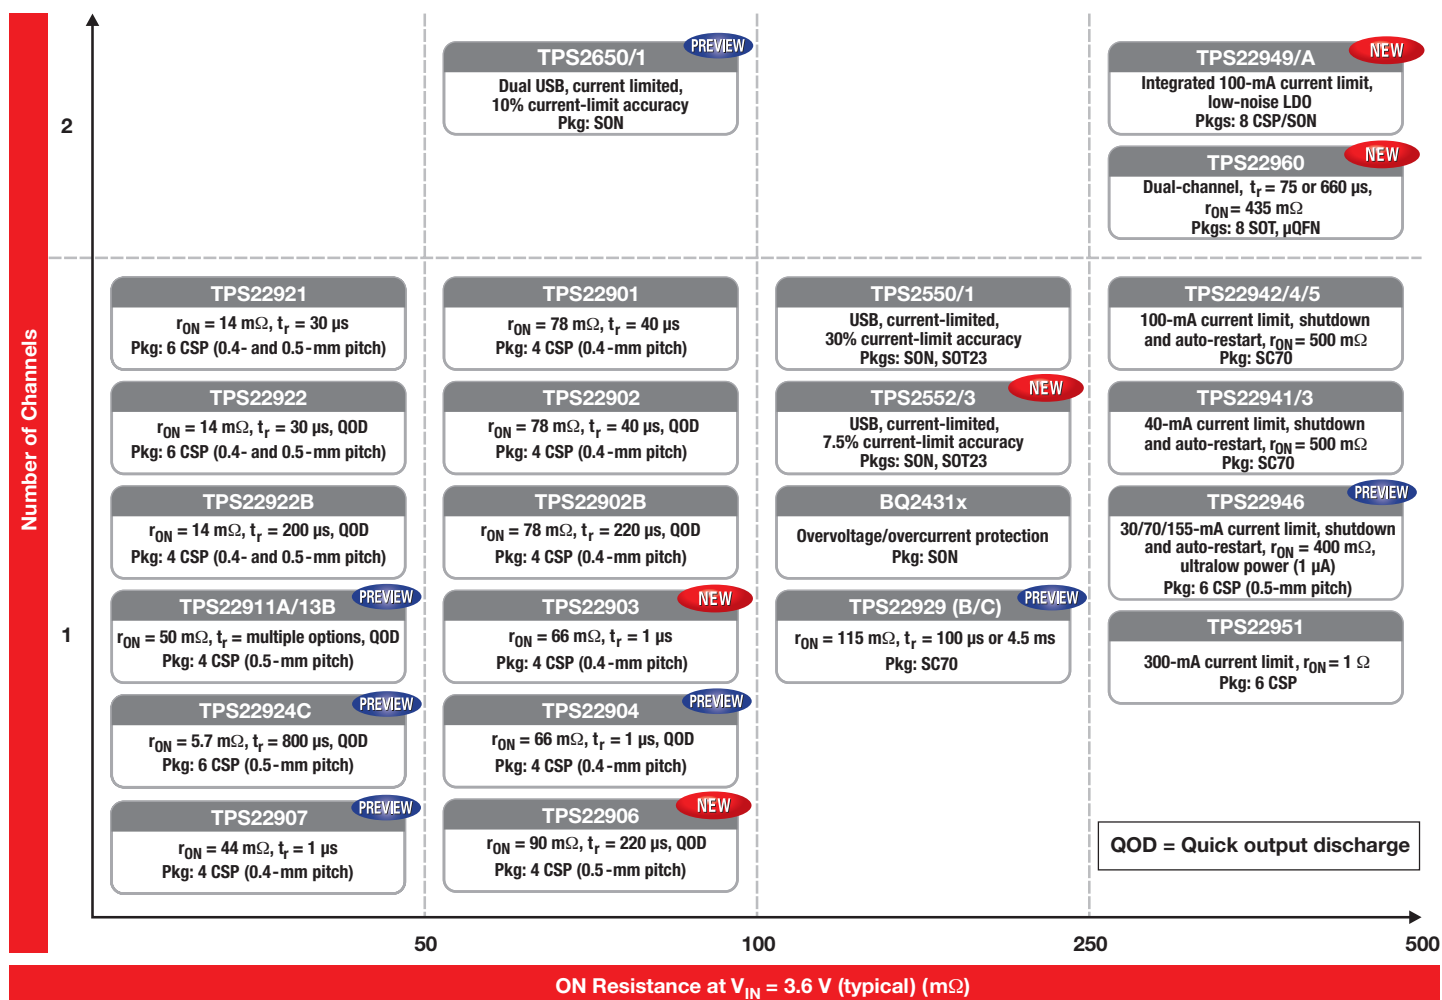 Number of Channels
2
TPS2650/1
PREVIEW
Dual USB, current limited,
10% current-limit accuracy
Pkg: SON
TPS22949/A
NEW
Integrated 100-mA current limit,
low-noise LDO
Pkgs: 8 CSP/SON
TPS22960
NEW
Dual-channel, tr = 75 or 660 µs,
rON = 435 mΩ
Pkgs: 8 SOT, µQFN
1
TPS22921
rON = 14 mΩ, tr = 30 µs
Pkg: 6 CSP (0.4- and 0.5-mm pitch)
TPS22922
rON = 14 mΩ, tr = 30 µs, QOD
Pkg: 6 CSP (0.4- and 0.5-mm pitch)
TPS22922B
rON = 14 mΩ, tr = 200 µs, QOD
Pkg: 4 CSP (0.4- and 0.5-mm pitch)
TPS22911A/13B
PREVIEW
rON = 50 mΩ, tr = multiple options, QOD
Pkg: 4 CSP (0.5-mm pitch)
TPS22924C
PREVIEW
rON = 5.7 mΩ, tr = 800 µs, QOD
Pkg: 6 CSP (0.5-mm pitch)
TPS22907
PREVIEW
rON = 44 mΩ, tr = 1 µs
Pkg: 4 CSP (0.4-mm pitch)
TPS22901
rON = 78 mΩ, tr = 40 µs
Pkg: 4 CSP (0.4-mm pitch)
TPS22902
rON = 78 mΩ, tr = 40 µs, QOD
Pkg: 4 CSP (0.4-mm pitch)
TPS22902B
rON = 78 mΩ, tr = 220 µs, QOD
Pkg: 4 CSP (0.4-mm pitch)
TPS22903
NEW
rON = 66 mΩ, tr = 1 µs
Pkg: 4 CSP (0.4-mm pitch)
TPS22904
PREVIEW
rON = 66 mΩ, tr = 1 µs, QOD
Pkg: 4 CSP (0.4-mm pitch)
TPS22906
NEW
rON = 90 mΩ, tr = 220 µs, QOD
Pkg: 4 CSP (0.5-mm pitch)
TPS2550/1
USB, current-limited,
30% current-limit accuracy
Pkgs: SON, SOT23
TPS2552/3
NEW
USB, current-limited,
7.5% current-limit accuracy
Pkgs: SON, SOT23
BQ2431x
Overvoltage/overcurrent protection
Pkg: SON
TPS22929 (B/C)
PREVIEW
rON = 115 mΩ, tr = 100 µs or 4.5 ms
Pkg: SC70
TPS22942/4/5
100-mA current limit, shutdown
and auto-restart, rON = 500 mΩ
Pkg: SC70
TPS22941/3
40-mA current limit, shutdown
and auto-restart, rON = 500 mΩ
Pkg: SC70
TPS22946
PREVIEW
30/70/155-mA current limit, shutdown
and auto-restart, rON = 400 mΩ,
ultralow power (1 µA)
Pkg: 6 CSP (0.5-mm pitch)
TPS22951
300-mA current limit, rON = 1 Ω
Pkg: 6 CSP
QOD = Quick output discharge
50
100
250
500
ON Resistance at VIN = 3.6 V (typical) (mΩ)